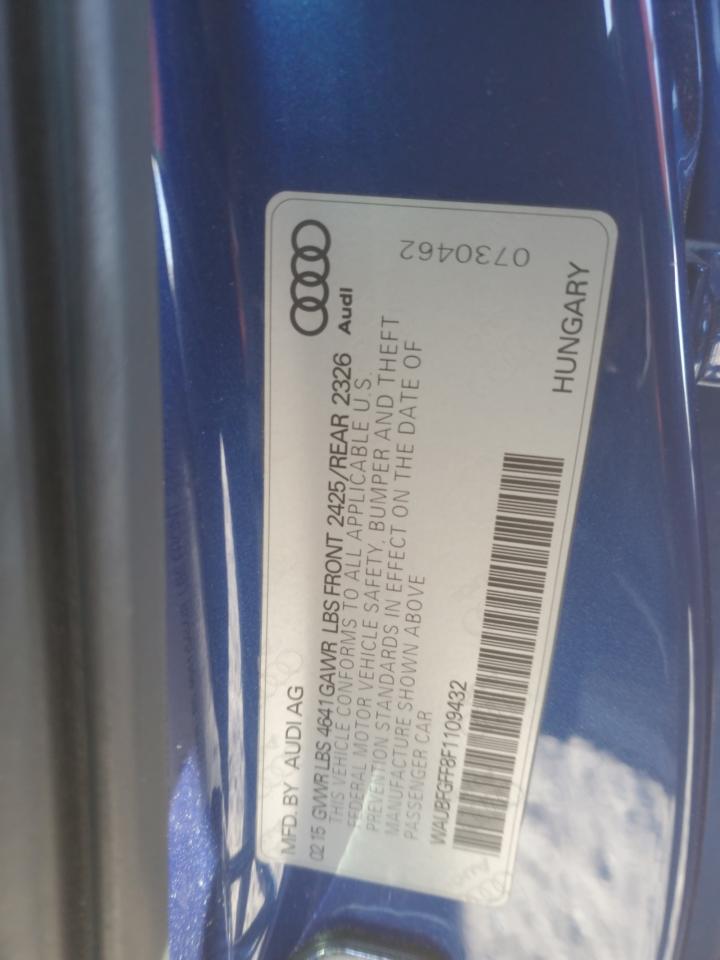 MFD. BY AUDI AG
02 15 GVWR LBS 4641 GAWR LBS FRONT 2425/REAR 2326
THIS VEHICLE CONFORMS TO ALL APPLICABLE U.S.
FEDERAL MOTOR VEHICLE SAFETY, BUMPER AND THEFT
PREVENTION STANDARDS IN EFFECT ON THE DATE OF
MANUFACTURE SHOWN ABOVE
PASSENGER CAR
WAUBFGFF8F1109432
Audi
0730462
HUNGARY